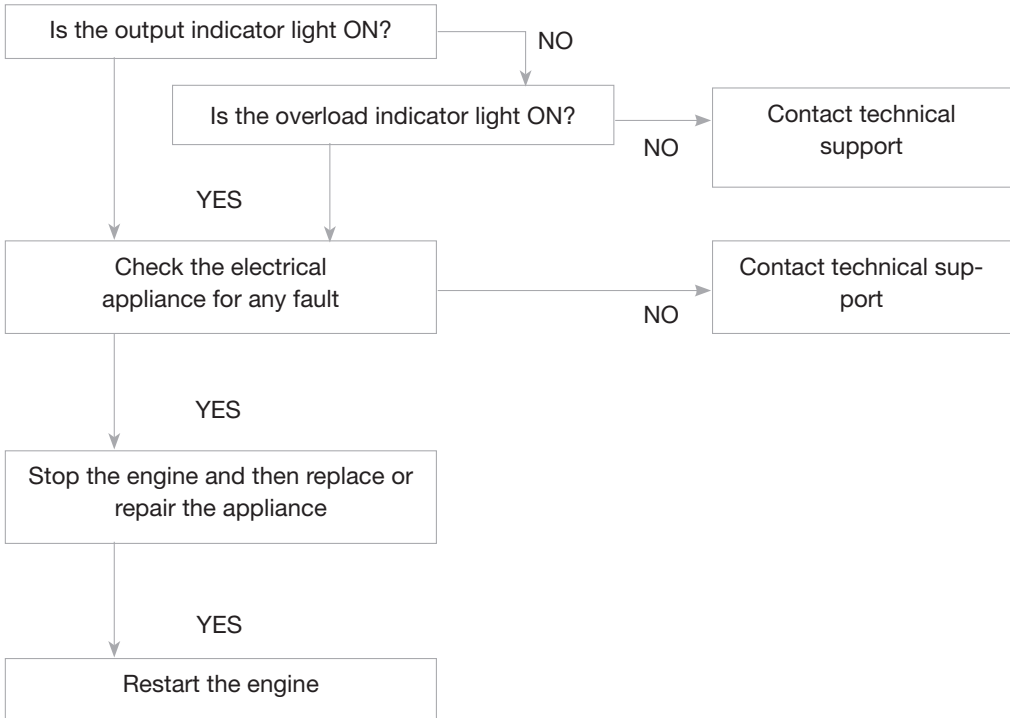 Is the output indicator light ON?
NO
Is the overload indicator light ON?
NO
Contact technical
support
YES
Check the electrical
appliance for any fault
NO
Contact technical sup-
port
YES
Stop the engine and then replace or
repair the appliance
YES
Restart the engine